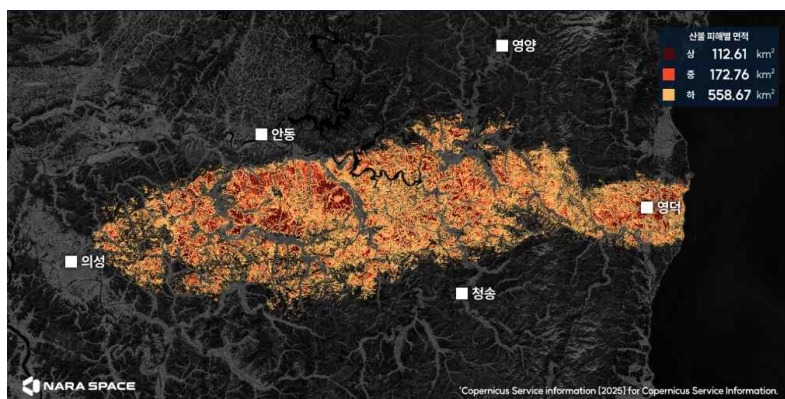 영양
산불 피해별 면적
상 112.61 km²
중 172.76 km²
하 558.67 km²
안동
영덕
의성
청송
NARA SPACE
*Copernicus Service information [2025] for Copernicus Service Information.